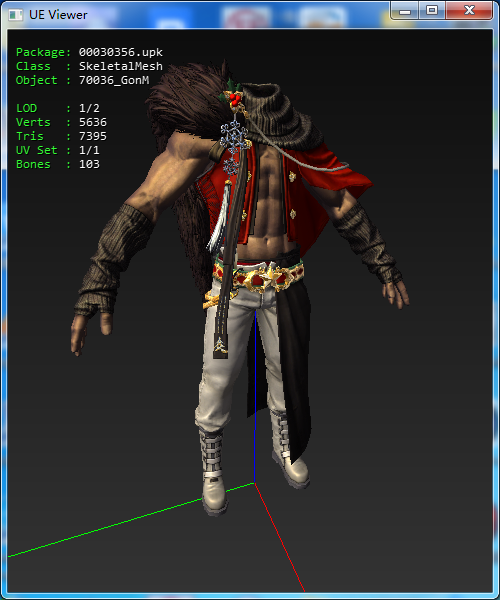 UE Viewer
Package: 00030356.upk
Class : SkeletalMesh
Object : 70036_GonM
LOD : 1/2
Verts : 5636
Tris : 7395
UV Set : 1/1
Bones : 103